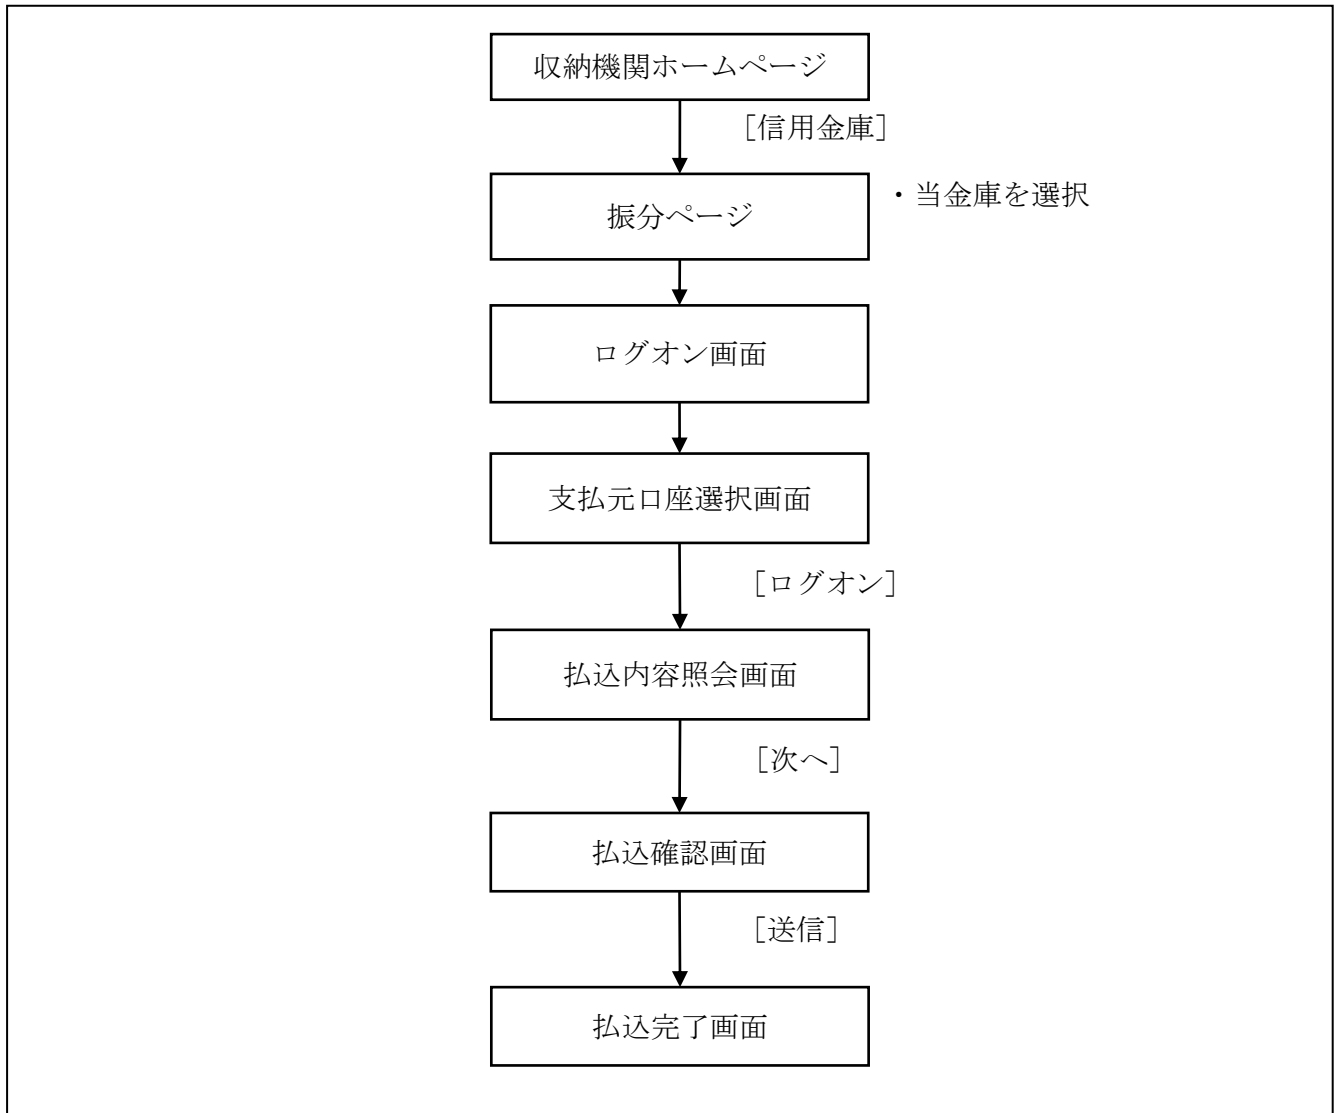 収納機関ホームページ
［信用金庫］
・当金庫を選択
振分ページ
ログオン画面
支払元口座選択画面
［ログオン］
払込内容照会画面
［次へ］
払込確認画面
［送信］
払込完了画面